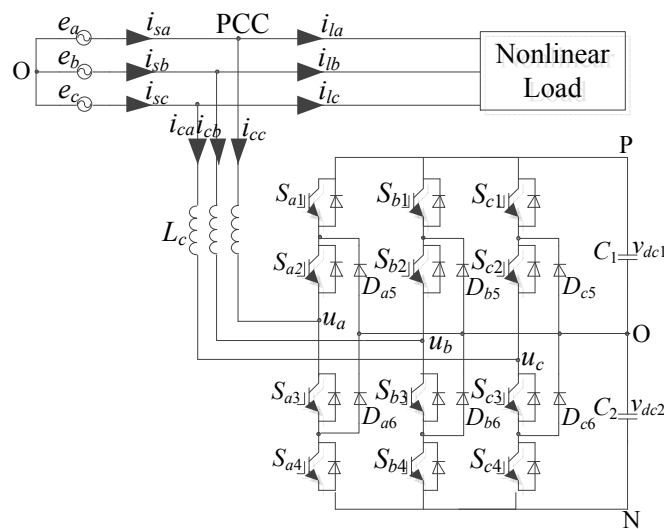 e_a i_sa PCC i_la
O e_b i_sb i_lb Nonlinear Load
e_c i_sc i_lc
i_ca i_cb i_cc
P
S_a1 S_b1 S_c1
L_c
C_1 v_dc1
S_a2 S_b2 S_c2
D_a5 D_b5 D_c5
u_a O
u_b
u_c
S_a3 S_b3 S_c3
D_a6 D_b6 D_c6 C_2 v_dc2
S_a4 S_b4 S_c4
N